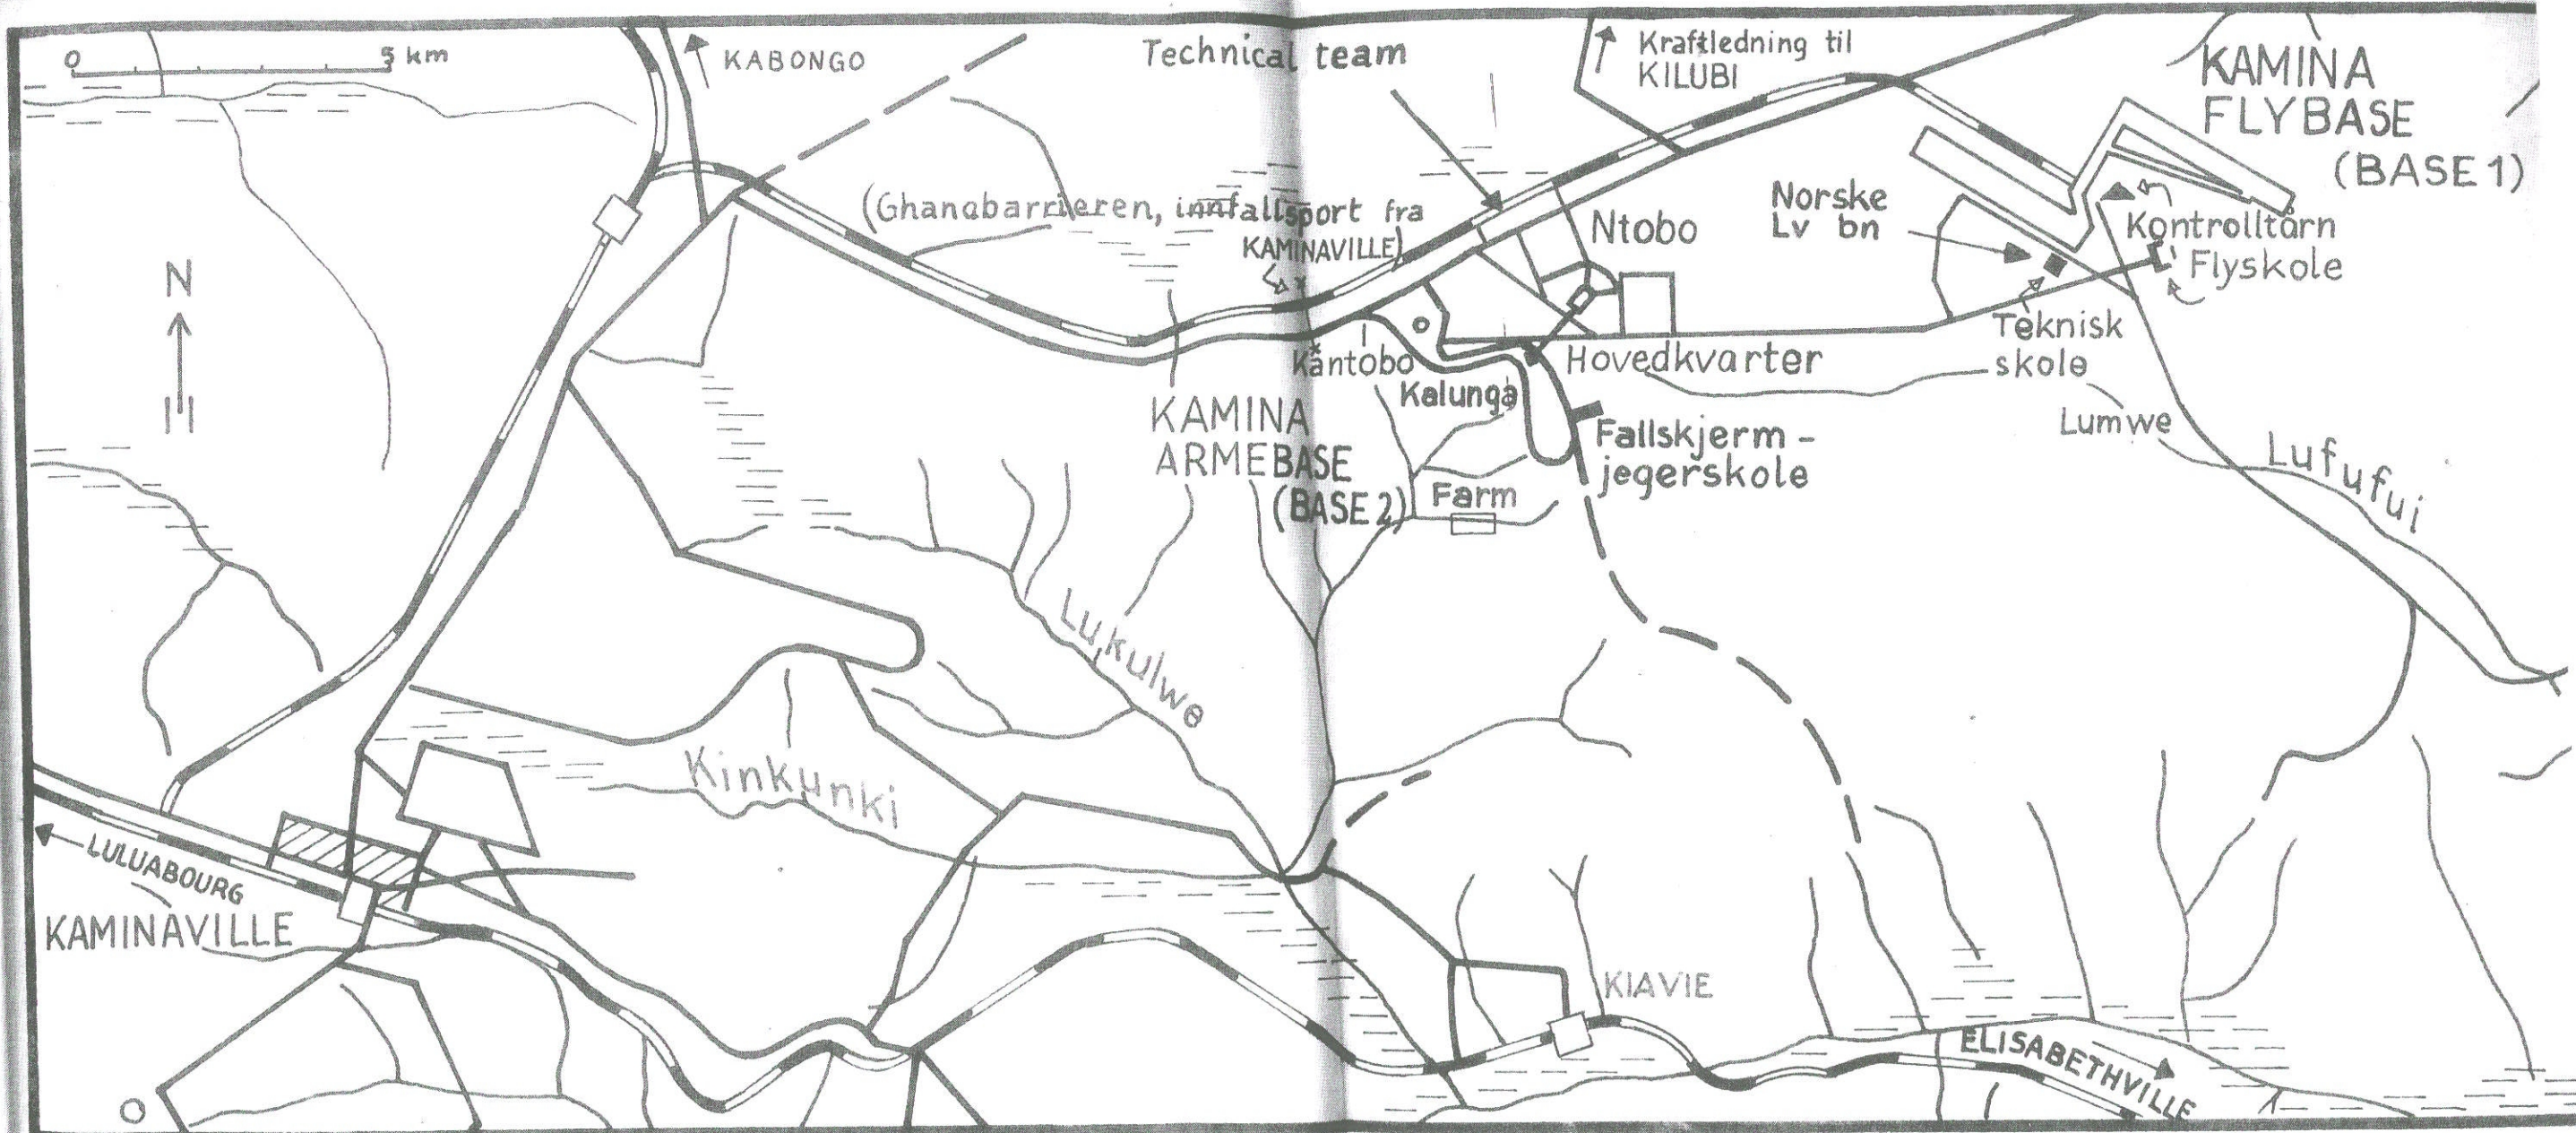 0 5 km
KABONGO
Technical team
Kraftledning til
KILUBI
KAMINA
FLYBASE
(BASE 1)
(Ghanabarrieren, innfallsport fra
KAMINAVILLE)
Ntobo
Norske
Lv bn
Kontrolltårn
Flyskole
N
Teknisk
skole
Käntobo
Hovedkvarter
Kalunga
KAMINA
ARMEBASE
(BASE 2)
Fallskjerm-
jegerskole
Farm
Lumwe
Lufufui
Lukulwe
Kinkunki
LULUABOURG
KAMINAVILLE
KIAVIE
ELISABETHVILLE